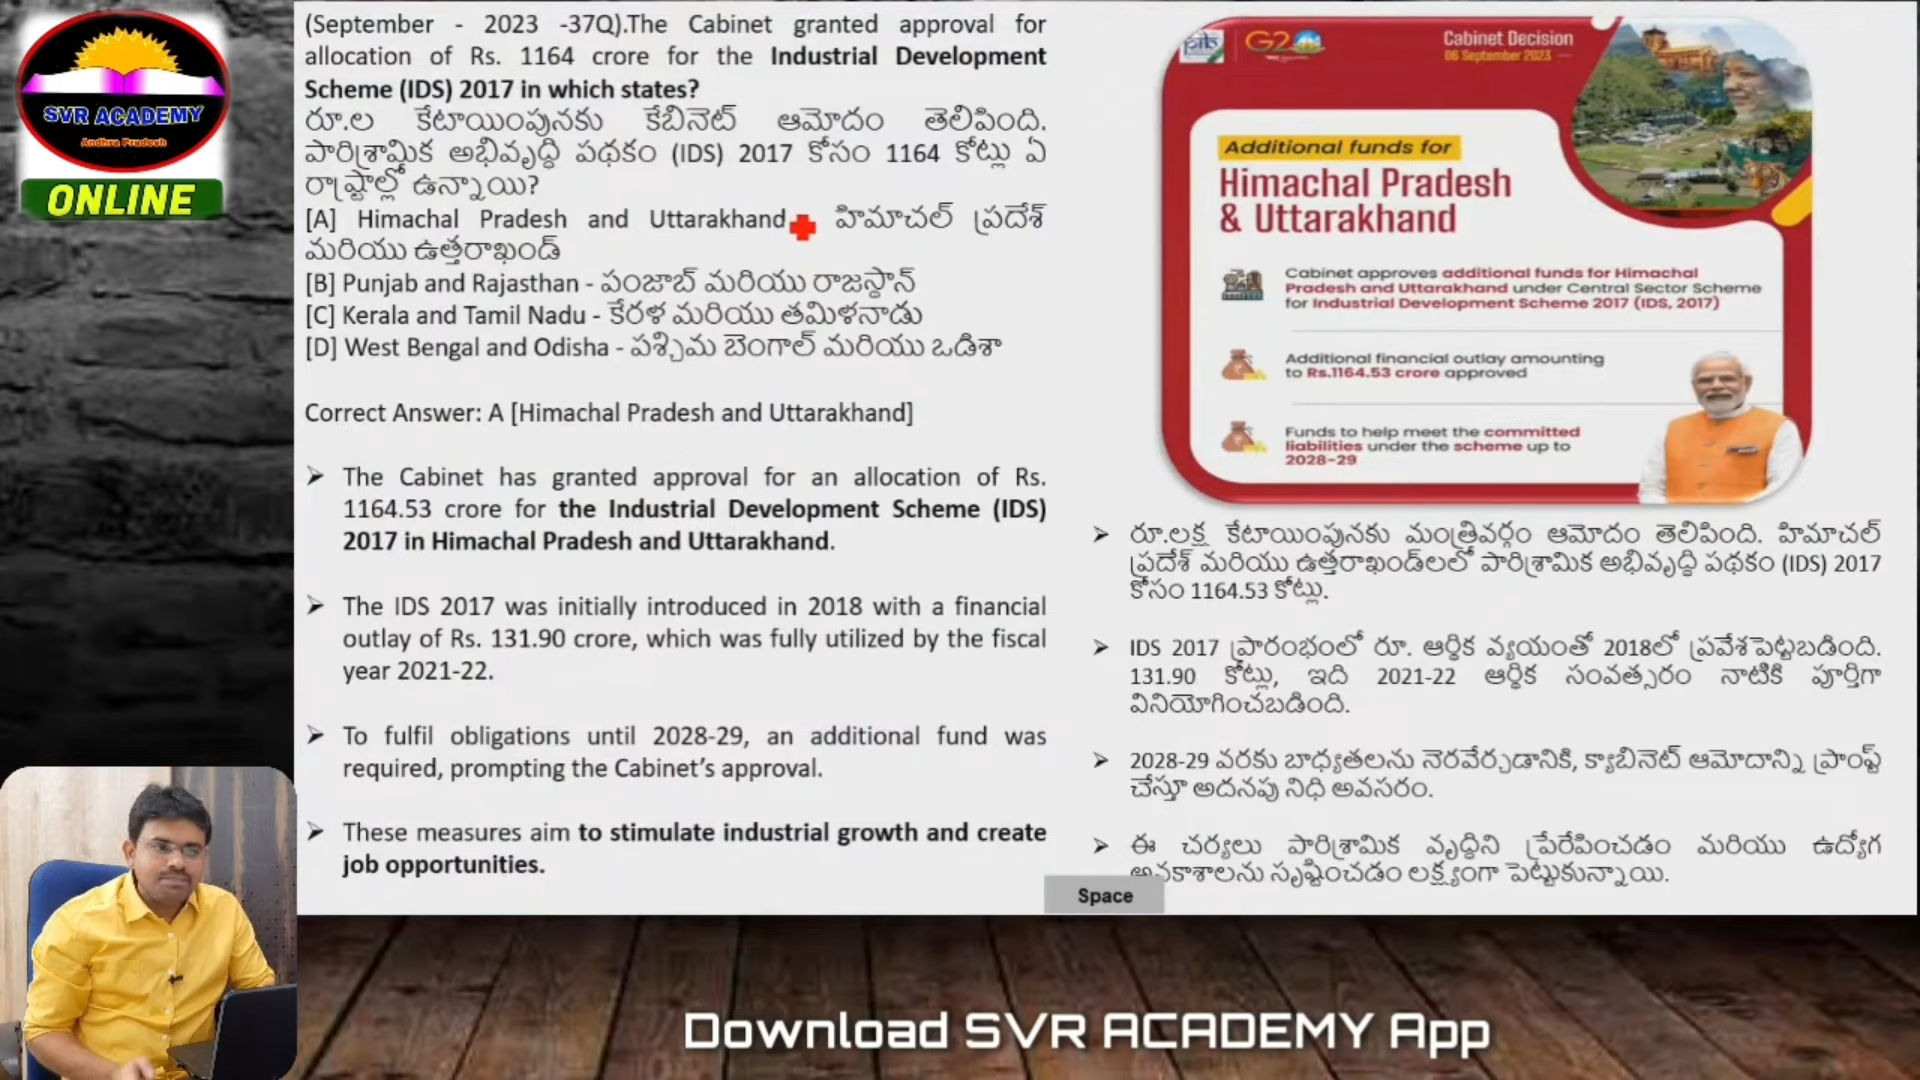 SVR ACADEMY
Andhra Pradesh
ONLINE
(September - 2023 -37Q).The Cabinet granted approval for
allocation of Rs. 1164 crore for the Industrial Development
Scheme (IDS) 2017 in which states?
రూ.ల కేటాయింపునకు కేబినెట్ ఆమోదం తెలిపింది.
పారిశ్రామిక అభివృద్ధి పథకం (IDS) 2017 కోసం 1164 కోట్లు ఏ
రాష్ట్రాల్లో ఉన్నాయి?
[A] Himachal Pradesh and Uttarakhand హిమాచల్ ప్రదేశ్
మరియు ఉత్తరాఖండ్
[B] Punjab and Rajasthan - పంజాబ్ మరియు రాజస్థాన్
[C] Kerala and Tamil Nadu - కేరళ మరియు తమిళనాడు
[D] West Bengal and Odisha - పశ్చిమ బెంగాల్ మరియు ఒడిశా
Correct Answer: A [Himachal Pradesh and Uttarakhand]
➢ The Cabinet has granted approval for an allocation of Rs.
1164.53 crore for the Industrial Development Scheme (IDS)
2017 in Himachal Pradesh and Uttarakhand.
➢ The IDS 2017 was initially introduced in 2018 with a financial
outlay of Rs. 131.90 crore, which was fully utilized by the fiscal
year 2021-22.
➢ To fulfil obligations until 2028-29, an additional fund was
required, prompting the Cabinet's approval.
➢ These measures aim to stimulate industrial growth and create
job opportunities.
pib G20
Cabinet Decision
06 September 2023
Additional funds for
Himachal Pradesh
& Uttarakhand
Cabinet approves additional funds for Himachal
Pradesh and Uttarakhand under Central Sector Scheme
for Industrial Development Scheme 2017 (IDS, 2017)
Additional financial outlay amounting
to Rs.1164.53 crore approved
Funds to help meet the committed
liabilities under the scheme up to
2028-29
➢ రూ.లక్ష కేటాయింపునకు మంత్రివర్గం ఆమోదం తెలిపింది. హిమాచల్
ప్రదేశ్ మరియు ఉత్తరాఖండ్‌లలో పారిశ్రామిక అభివృద్ధి పథకం (IDS) 2017
కోసం 1164.53 కోట్లు.
➢ IDS 2017 ప్రారంభంలో రూ. ఆర్థిక వ్యయంతో 2018లో ప్రవేశపెట్టబడింది.
131.90 కోట్లు, ఇది 2021-22 ఆర్థిక సంవత్సరం నాటికి పూర్తిగా
వినియోగించబడింది.
➢ 2028-29 వరకు బాధ్యతలను నెరవేర్చడానికి, క్యాబినెట్ ఆమోదాన్ని ప్రాంప్ట్
చేస్తూ అదనపు నిధి అవసరం.
➢ ఈ చర్యలు పారిశ్రామిక వృద్ధిని ప్రేరేపించడం మరియు ఉద్యోగ
అవకాశాలను సృష్టించడం లక్ష్యంగా పెట్టుకున్నాయి.
Space
Download SVR ACADEMY App